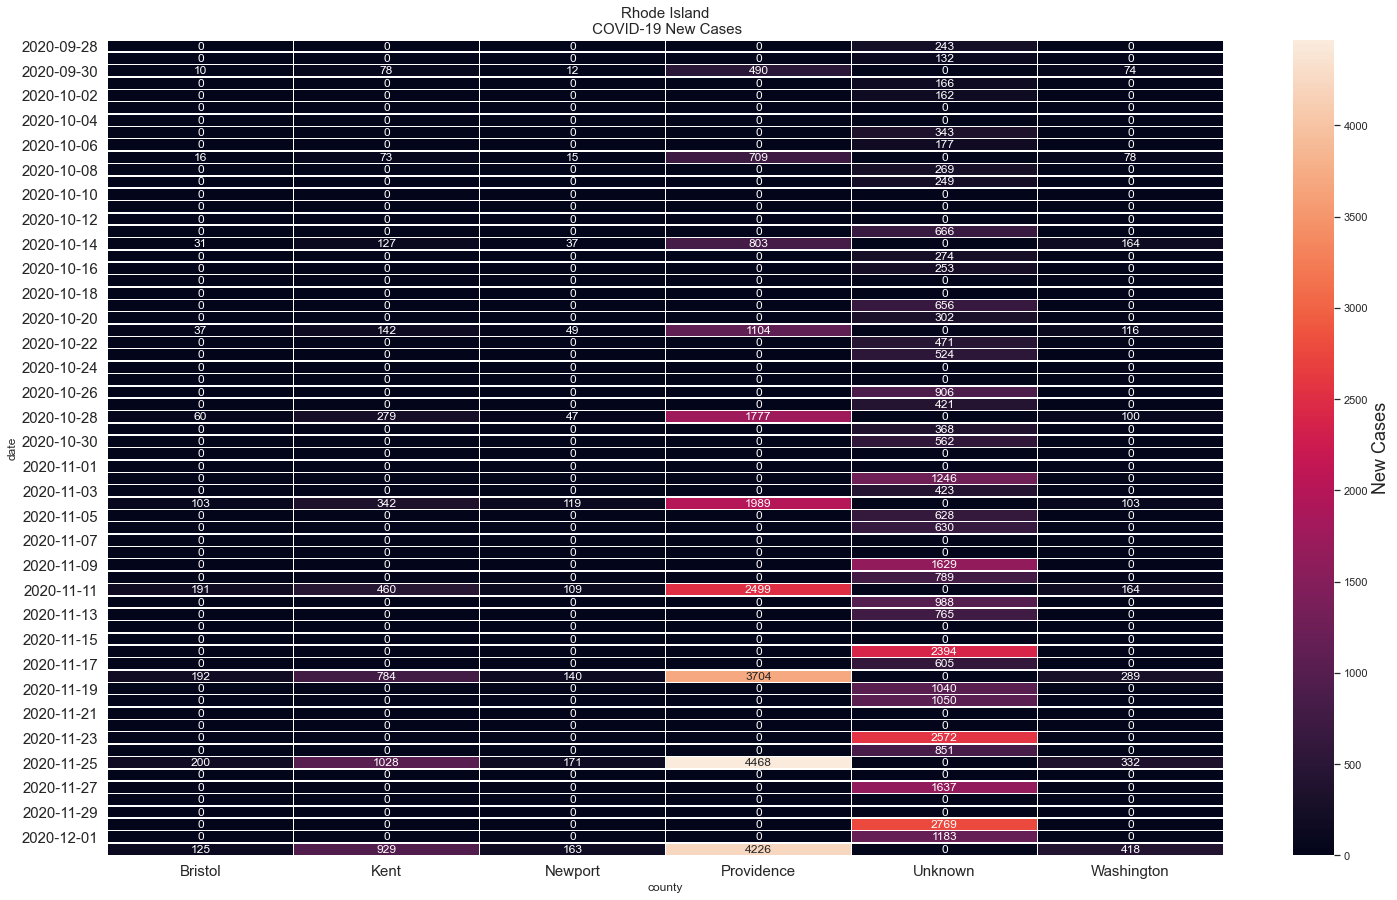 Rhode Island
COVID-19 New Cases
2020-09-28 0 0 0 0 243 0
0 0 0 0 132 0
2020-09-30 10 78 12 490 0 74
0 0 0 0 166 0
2020-10-02 0 0 0 0 162 0
0 0 0 0 0 0
2020-10-04 0 0 0 0 0 0
0 0 0 0 343 0
2020-10-06 0 0 0 0 177 0
16 73 15 709 0 78
2020-10-08 0 0 0 0 269 0
0 0 0 0 249 0
2020-10-10 0 0 0 0 0 0
0 0 0 0 0 0
2020-10-12 0 0 0 0 0 0
0 0 0 0 666 0
2020-10-14 31 127 37 803 0 164
0 0 0 0 274 0
2020-10-16 0 0 0 0 253 0
0 0 0 0 0 0
2020-10-18 0 0 0 0 0 0
0 0 0 0 656 0
2020-10-20 0 0 0 0 302 0
37 142 49 1104 0 116
2020-10-22 0 0 0 0 471 0
0 0 0 0 524 0
2020-10-24 0 0 0 0 0 0
0 0 0 0 0 0
2020-10-26 0 0 0 0 906 0
0 0 0 0 421 0
2020-10-28 60 279 47 1777 0 100
0 0 0 0 368 0
2020-10-30 0 0 0 0 562 0
0 0 0 0 0 0
2020-11-01 0 0 0 0 0 0
0 0 0 0 1246 0
2020-11-03 0 0 0 0 423 0
103 342 119 1989 0 103
2020-11-05 0 0 0 0 628 0
0 0 0 0 630 0
2020-11-07 0 0 0 0 0 0
0 0 0 0 0 0
2020-11-09 0 0 0 0 1629 0
0 0 0 0 789 0
2020-11-11 191 460 109 2499 0 164
0 0 0 0 988 0
2020-11-13 0 0 0 0 765 0
0 0 0 0 0 0
2020-11-15 0 0 0 0 0 0
0 0 0 0 2394 0
2020-11-17 0 0 0 0 605 0
192 784 140 3704 0 289
2020-11-19 0 0 0 0 1040 0
0 0 0 0 1050 0
2020-11-21 0 0 0 0 0 0
0 0 0 0 0 0
2020-11-23 0 0 0 0 2572 0
0 0 0 0 851 0
2020-11-25 200 1028 171 4468 0 332
0 0 0 0 0 0
2020-11-27 0 0 0 0 1637 0
0 0 0 0 0 0
2020-11-29 0 0 0 0 0 0
0 0 0 0 2769 0
2020-12-01 0 0 0 0 1183 0
125 929 163 4226 0 418
Bristol Kent Newport Providence Unknown Washington
county
date
4000
3500
3000
2500
2000
1500
1000
500
0
New Cases